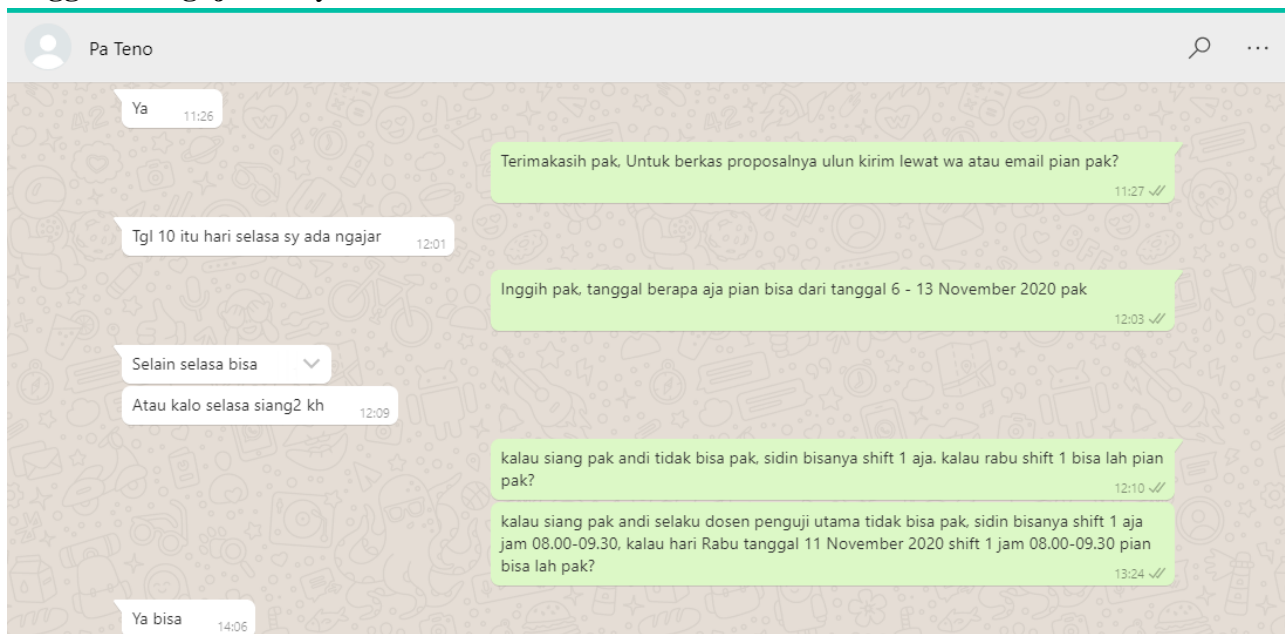 Pa Teno
Ya 11:26
Terimakasih pak, Untuk berkas proposalnya ulun kirim lewat wa atau email pian pak?
11:27
Tgl 10 itu hari selasa sy ada ngajar 12:01
Inggih pak, tanggal berapa aja pian bisa dari tanggal 6 - 13 November 2020 pak
12:03
Selain selasa bisa
Atau kalo selasa siang2 kh 12:09
kalau siang pak andi tidak bisa pak, sidin bisanya shift 1 aja. kalau rabu shift 1 bisa lah pian
pak?
12:10
kalau siang pak andi selaku dosen penguji utama tidak bisa pak, sidin bisanya shift 1 aja
jam 08.00-09.30, kalau hari Rabu tanggal 11 November 2020 shift 1 jam 08.00-09.30 pian
bisa lah pak?
13:24
Ya bisa 14:06